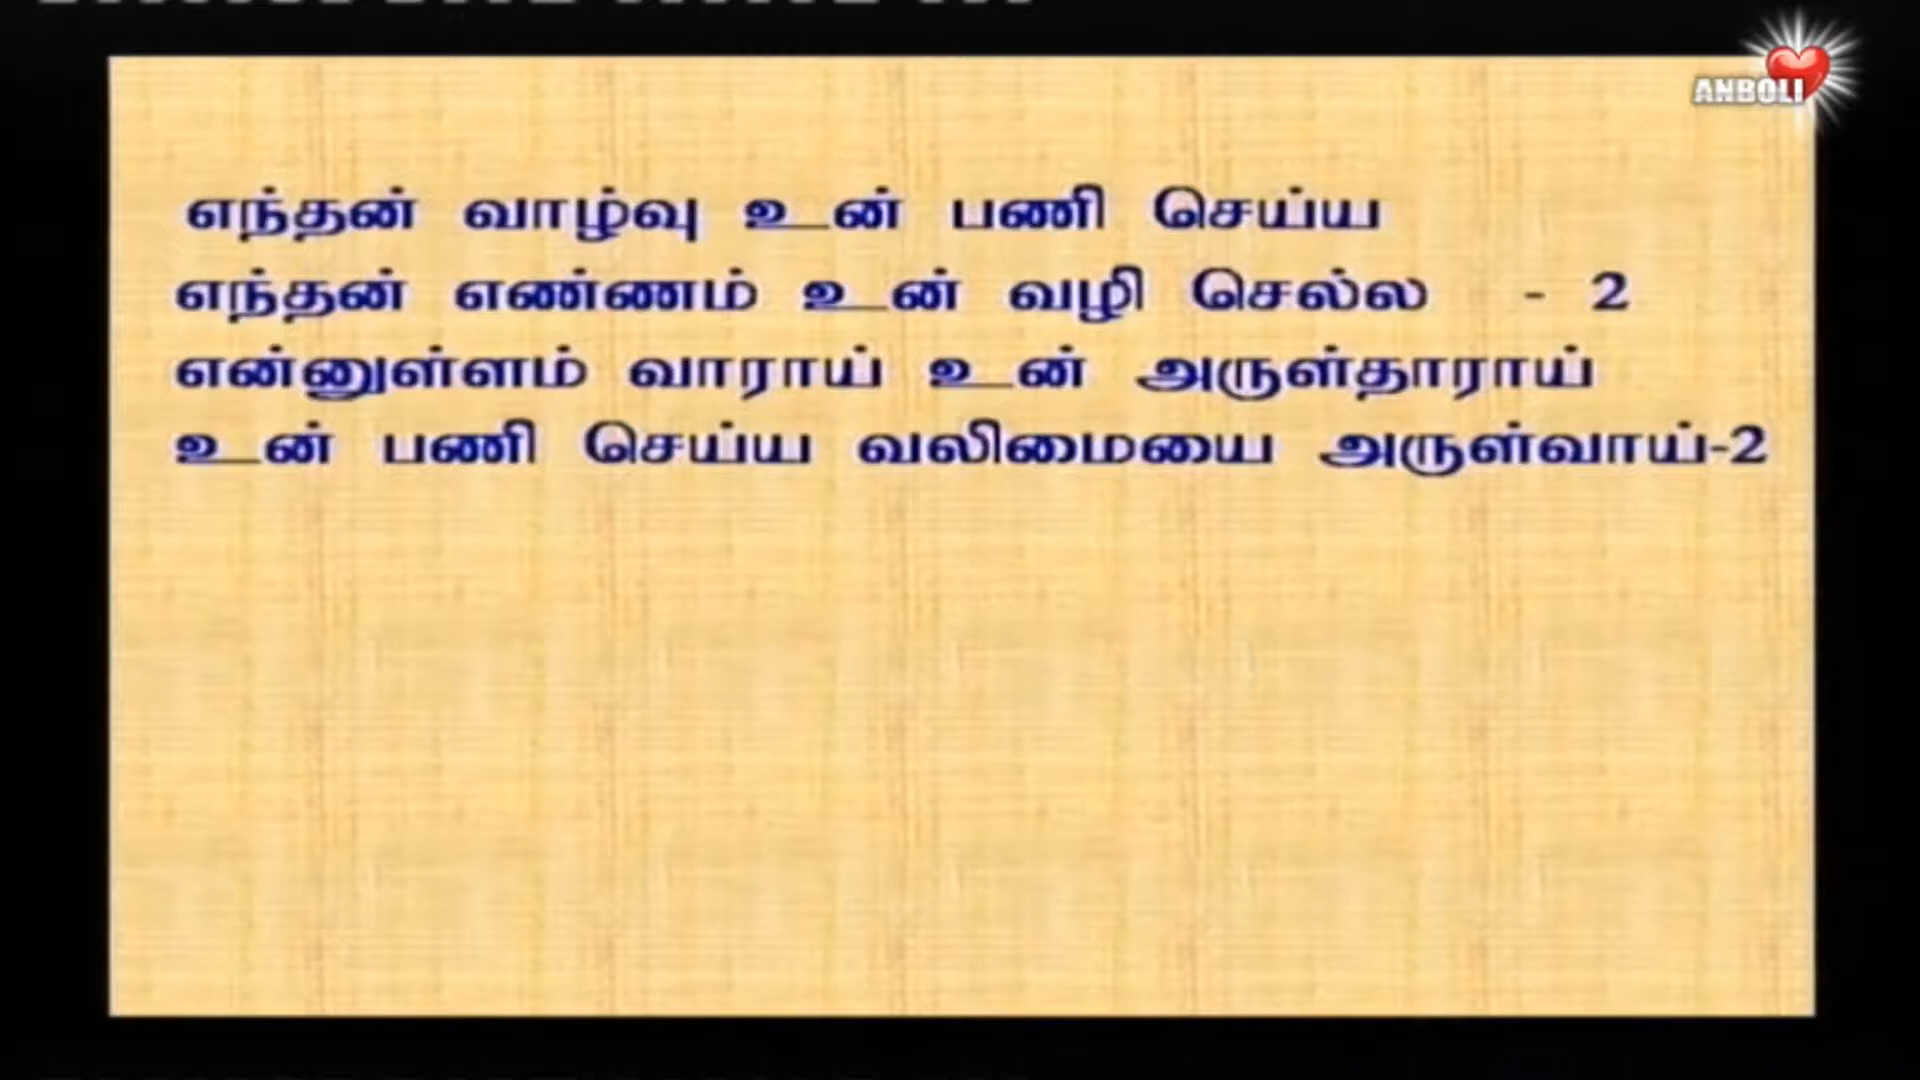 ANBOLI
எந்தன் வாழ்வு உன் பணி செய்ய
எந்தன் எண்ணம் உன் வழி செல்ல - 2
என்னுள்ளம் வாராய் உன் அருள்தாராய்
உன் பணி செய்ய வலிமையை அருள்வாய்-2